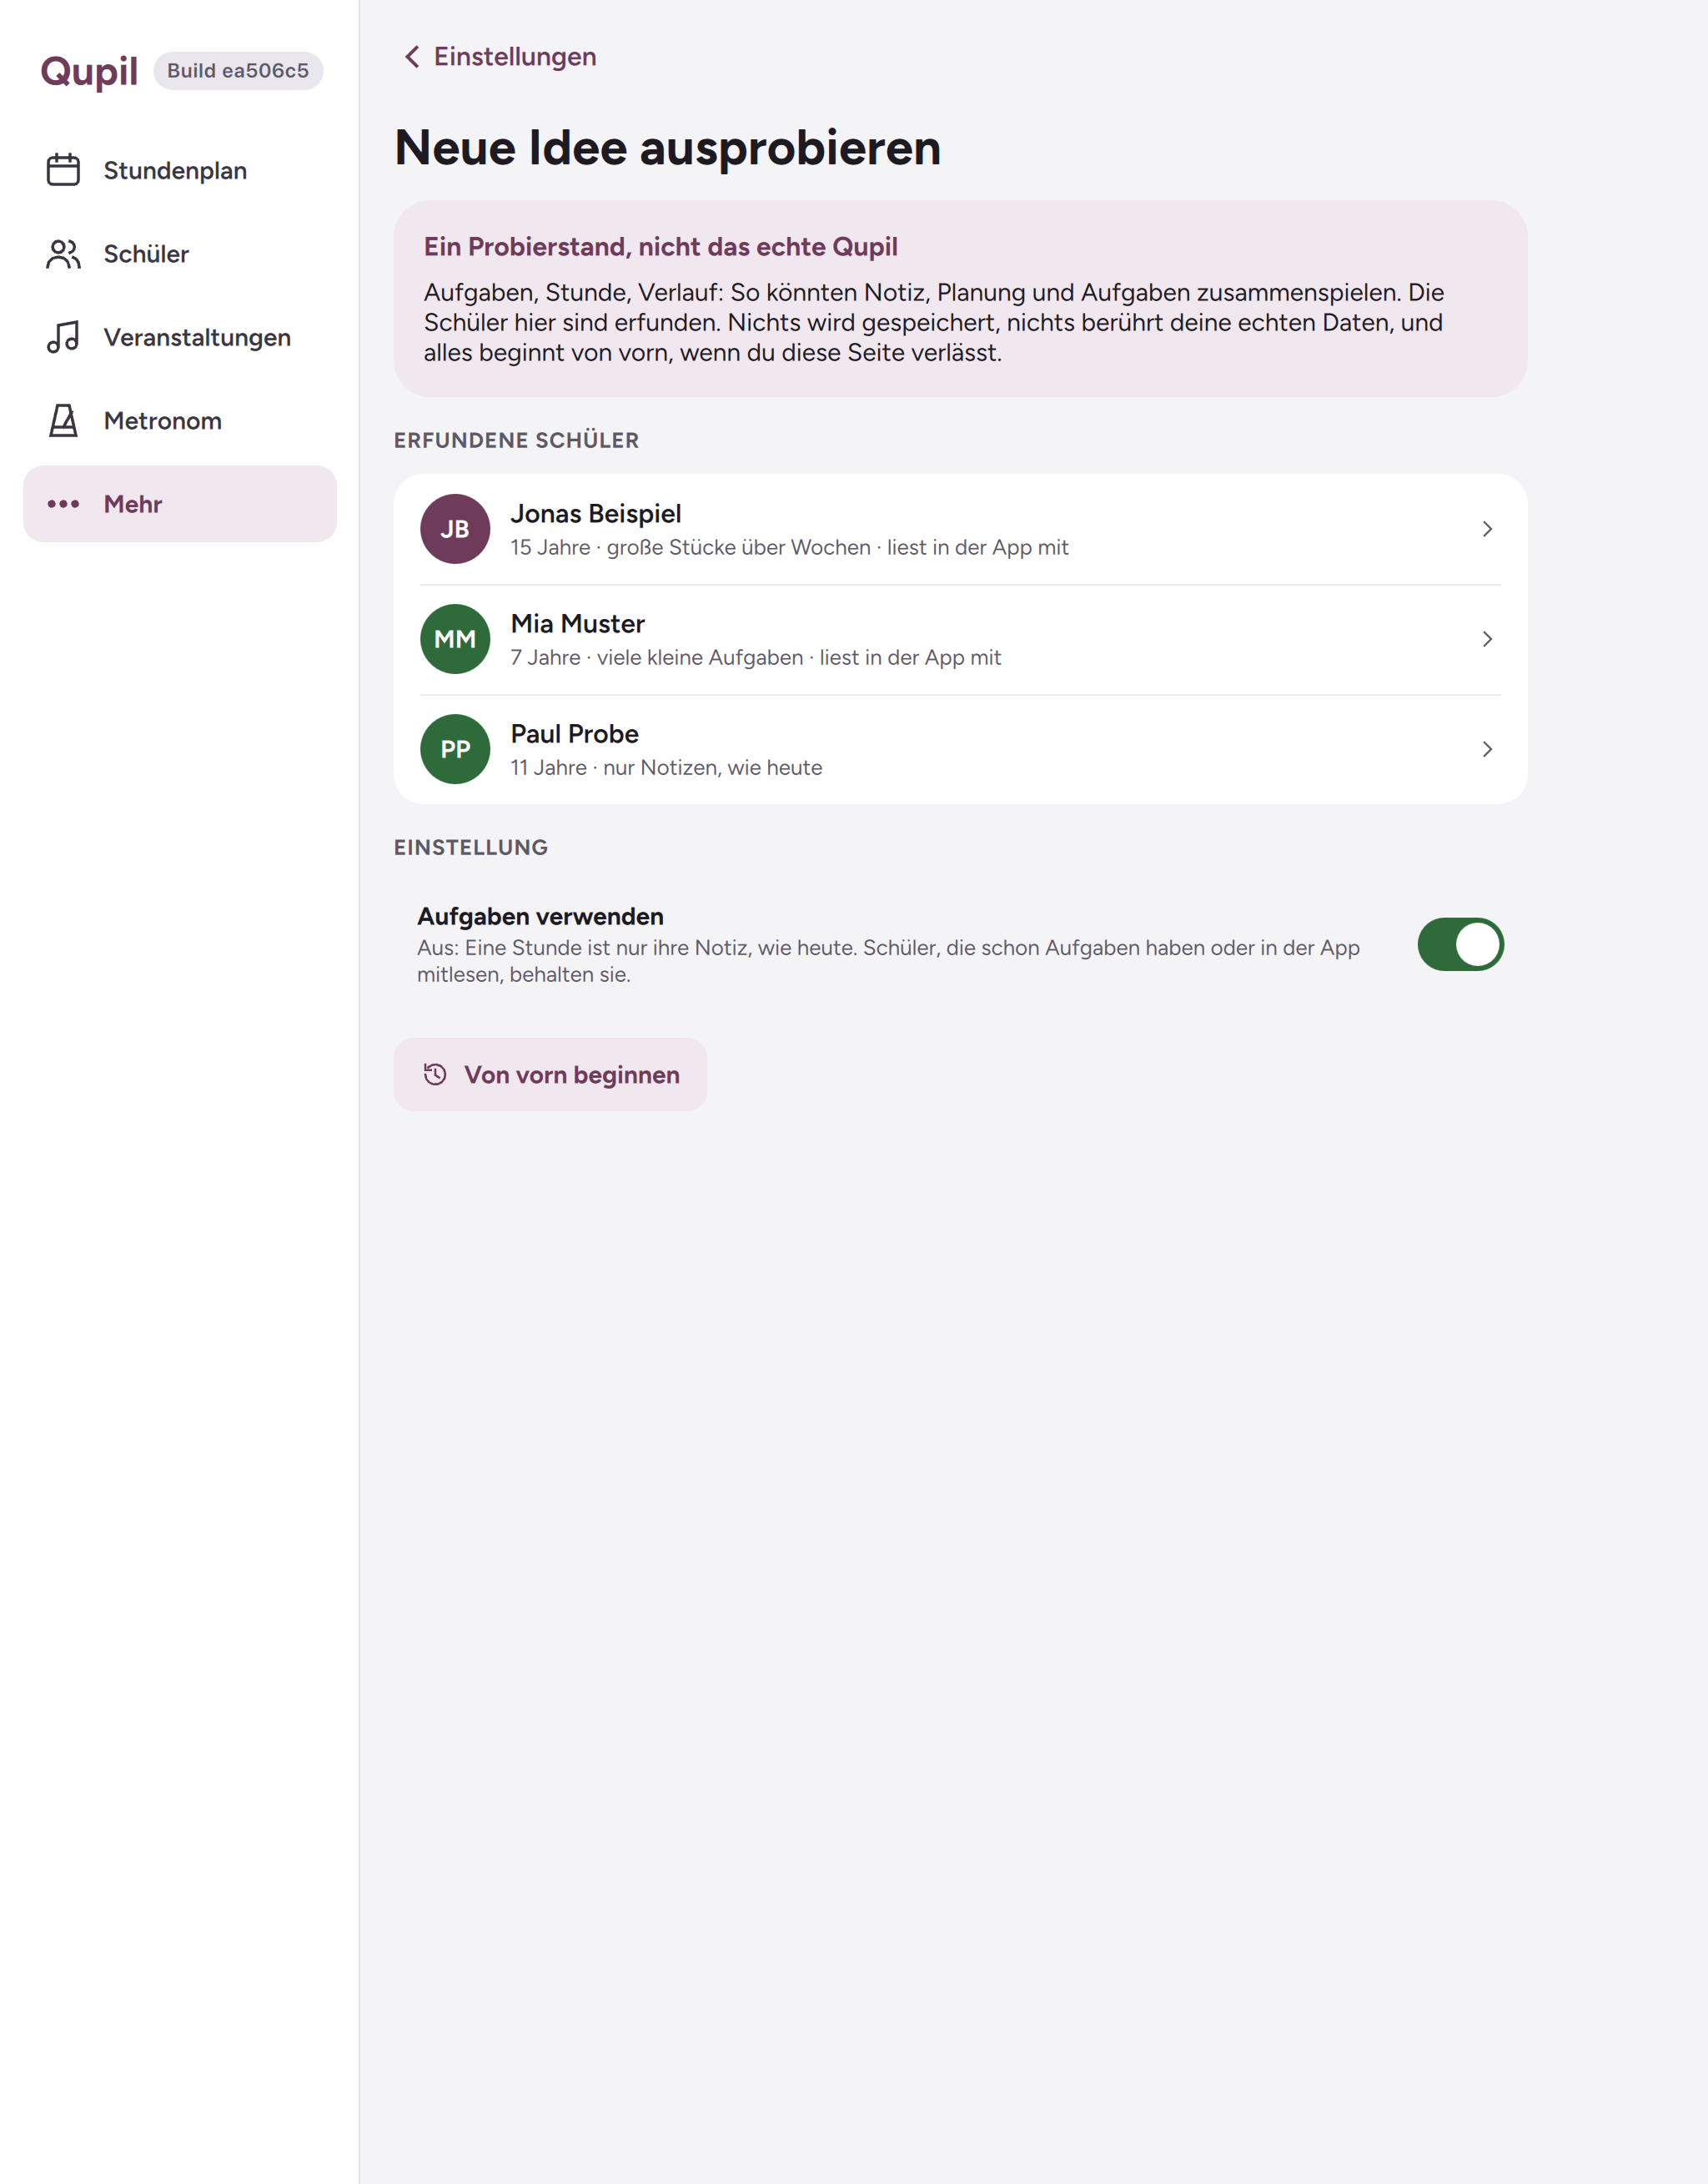 Qupil
Build ea506c5
Stundenplan
Schüler
Veranstaltungen
Metronom
Mehr
Einstellungen
Neue Idee ausprobieren
Ein Probierstand, nicht das echte Qupil
Aufgaben, Stunde, Verlauf: So könnten Notiz, Planung und Aufgaben zusammenspielen. Die
Schüler hier sind erfunden. Nichts wird gespeichert, nichts berührt deine echten Daten, und
alles beginnt von vorn, wenn du diese Seite verlässt.
ERFUNDENE SCHÜLER
JB
Jonas Beispiel
15 Jahre · große Stücke über Wochen · liest in der App mit
MM
Mia Muster
7 Jahre · viele kleine Aufgaben · liest in der App mit
PP
Paul Probe
11 Jahre · nur Notizen, wie heute
EINSTELLUNG
Aufgaben verwenden
Aus: Eine Stunde ist nur ihre Notiz, wie heute. Schüler, die schon Aufgaben haben oder in der App
mitlesen, behalten sie.
Von vorn beginnen